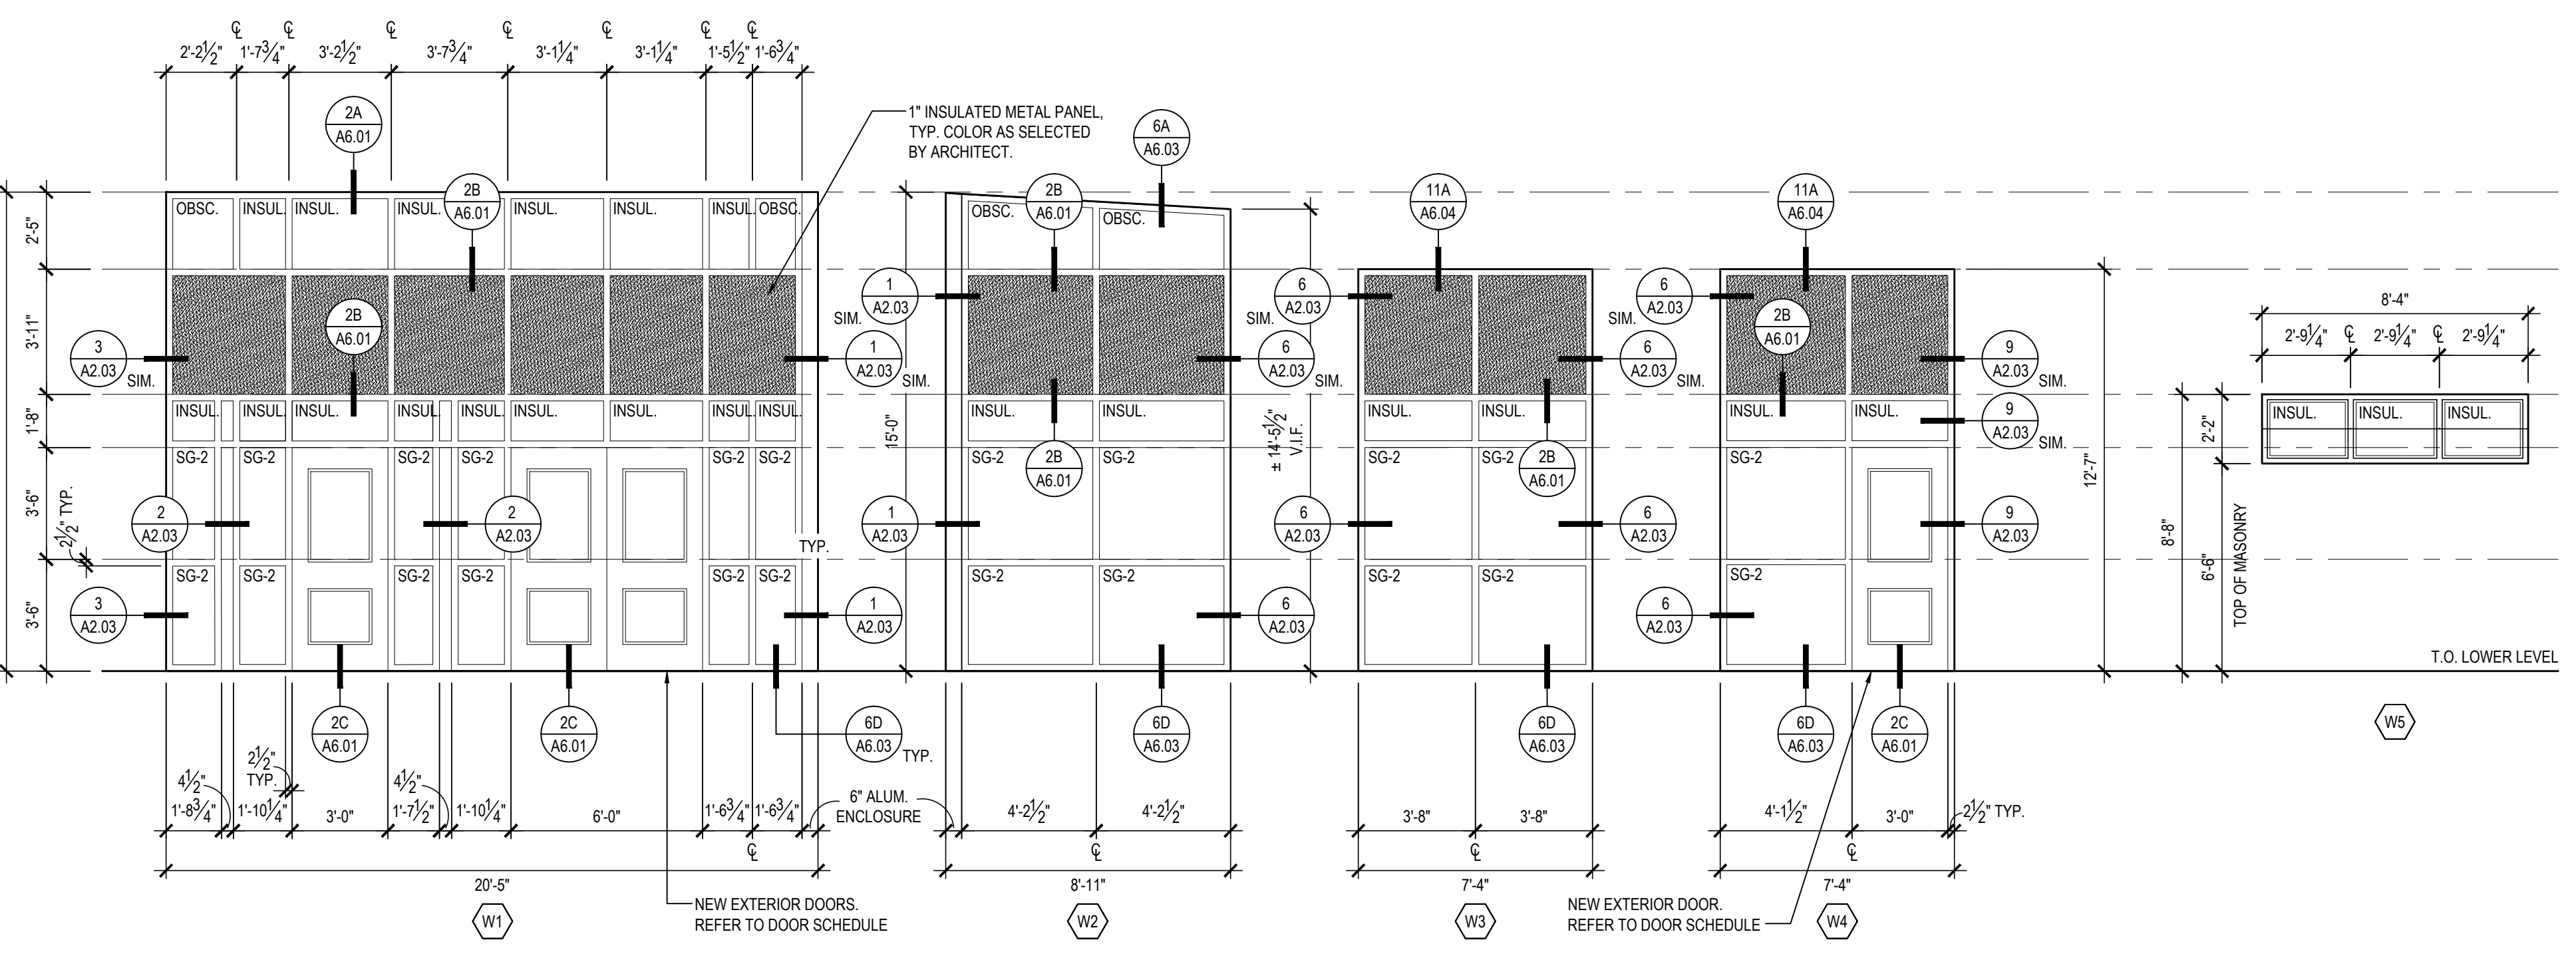 ℄ ℄ ℄ ℄ ℄ ℄ ℄
2'-2½" 1'-7¾" 3'-2½" 3'-7¾" 3'-1¼" 3'-1¼" 1'-5½" 1'-6¾"
2A
A6.01
2B
A6.01
1" INSULATED METAL PANEL,
TYP. COLOR AS SELECTED
BY ARCHITECT.
OBSC. INSUL. INSUL. INSUL. INSUL. INSUL. INSUL. OBSC.
2'-5"
3'-11"
1'-8"
3'-6"
3'-6"
2½" TYP.
3
A2.03
SIM.
2B
A6.01
1
A2.03
SIM.
INSUL. INSUL. INSUL. INSUL. INSUL. INSUL. INSUL. INSUL. INSUL.
SG-2 SG-2 SG-2 SG-2 SG-2 SG-2
2
A2.03
2
A2.03
TYP.
SG-2 SG-2 SG-2 SG-2 SG-2 SG-2
3
A2.03
1
A2.03
2C
A6.01
2C
A6.01
6D
A6.03
TYP.
2½"
TYP.
4½" 4½"
1'-8¾" 1'-10¼" 3'-0" 1'-7½" 1'-10¼" 6'-0" 1'-6¾" 1'-6¾"
℄
20'-5"
W1
NEW EXTERIOR DOORS.
REFER TO DOOR SCHEDULE
6" ALUM.
ENCLOSURE
6A
A6.03
2B
A6.01
OBSC. OBSC.
1
A2.03
SIM.
15'-0"
6
A2.03
SIM.
2B
A6.01
INSUL. INSUL.
SG-2 SG-2
1
A2.03
SG-2 SG-2
6
A2.03
± 14'-5½"
V.I.F.
6D
A6.03
4'-2½" 4'-2½"
℄
8'-11"
W2
11A
A6.04
6
A2.03
SIM.
6
A2.03
SIM.
INSUL. INSUL.
2B
A6.01
SG-2 SG-2
6
A2.03
6
A2.03
SG-2 SG-2
6D
A6.03
3'-8" 3'-8"
℄
7'-4"
W3
11A
A6.04
6
A2.03
SIM.
2B
A6.01
9
A2.03
SIM.
INSUL. INSUL.
9
A2.03
SIM.
SG-2
9
A2.03
SG-2
6
A2.03
12'-7"
6D
A6.03
2C
A6.01
4'-1½" 3'-0" 2½" TYP.
℄
7'-4"
W4
NEW EXTERIOR DOOR.
REFER TO DOOR SCHEDULE
8'-4"
2'-9¼" ℄ 2'-9¼" ℄ 2'-9¼"
INSUL. INSUL. INSUL.
2'-2"
8'-8"
6'-6"
TOP OF MASONRY
T.O. LOWER LEVEL
W5